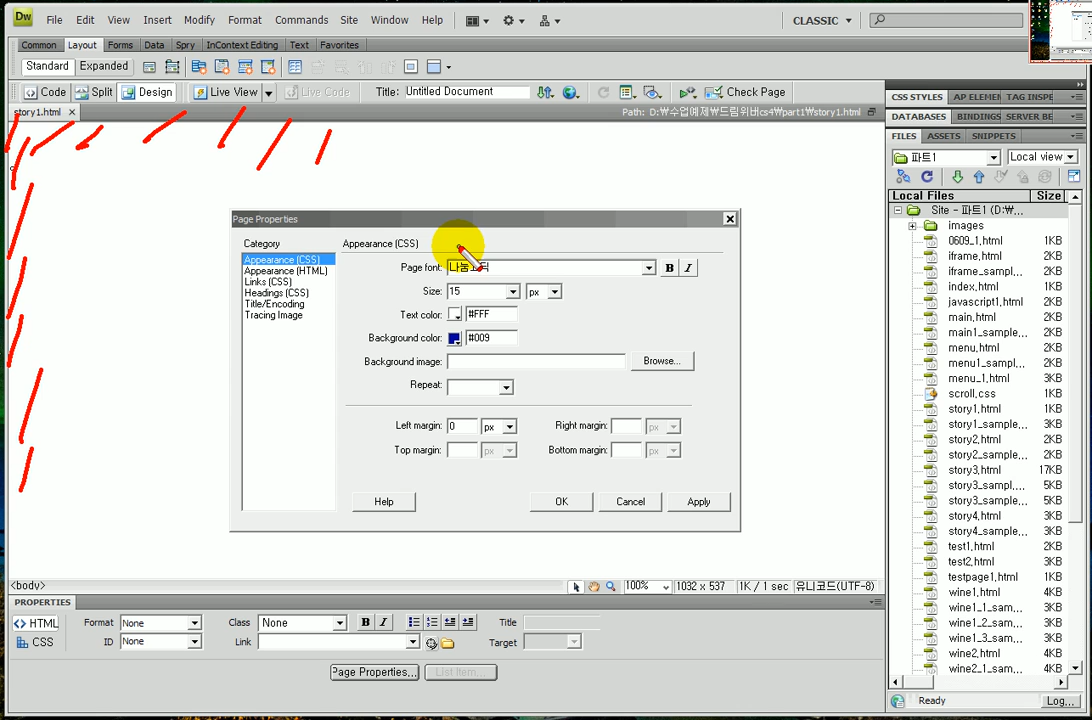 Dw File Edit View Insert Modify Format Commands Site Window Help CLASSIC
Common Layout Forms Data Spry InContext Editing Text Favorites
Standard Expanded
Code Split Design Live View Live Code Title: Untitled Document Check Page
story1.html Path: D:₩수업예제₩드림위버cs4₩part1₩story1.html
Page Properties
Category
Appearance (CSS)
Appearance (HTML)
Links (CSS)
Headings (CSS)
Title/Encoding
Tracing Image
Appearance (CSS)
Page font: B I
Size: 15 px
Text color: #FFF
Background color: #009
Background image: Browse...
Repeat:
Left margin: 0 px Right margin: px
Top margin: px Bottom margin: px
Help OK Cancel Apply
<body> 100% 1032 x 537 1K / 1 sec 유니코드(UTF-8)
PROPERTIES
<> HTML Format None Class None B I Title
CSS ID None Link Target
Page Properties... List Item...
CSS STYLES AP ELEMEN TAG INSPE
DATABASES BINDINGS SERVER BE
FILES ASSETS SNIPPETS
파트1 Local view
Local Files Size
Site - 파트1 (D:₩...
images
0609_1.html 1KB
iframe.html 2KB
iframe_sampl... 2KB
index.html 1KB
javascript1.html 2KB
main.html 2KB
main1_sample... 2KB
menu.html 2KB
menu1_sampl... 2KB
menu_1.html 3KB
scroll.css 2KB
story1.html 1KB
story1_sample... 3KB
story2.html 2KB
story2_sample... 2KB
story3.html 17KB
story3_sampl... 5KB
story3_sample... 5KB
story4.html 3KB
story4_sample... 3KB
test1.html 2KB
test2.html 3KB
testpage1.html 1KB
wine1.html 4KB
wine1_1_sam... 3KB
wine1_2_sam... 3KB
wine1_3_sam... 3KB
wine2.html 4KB
wine2_1_sam... 4KB
Ready Log...